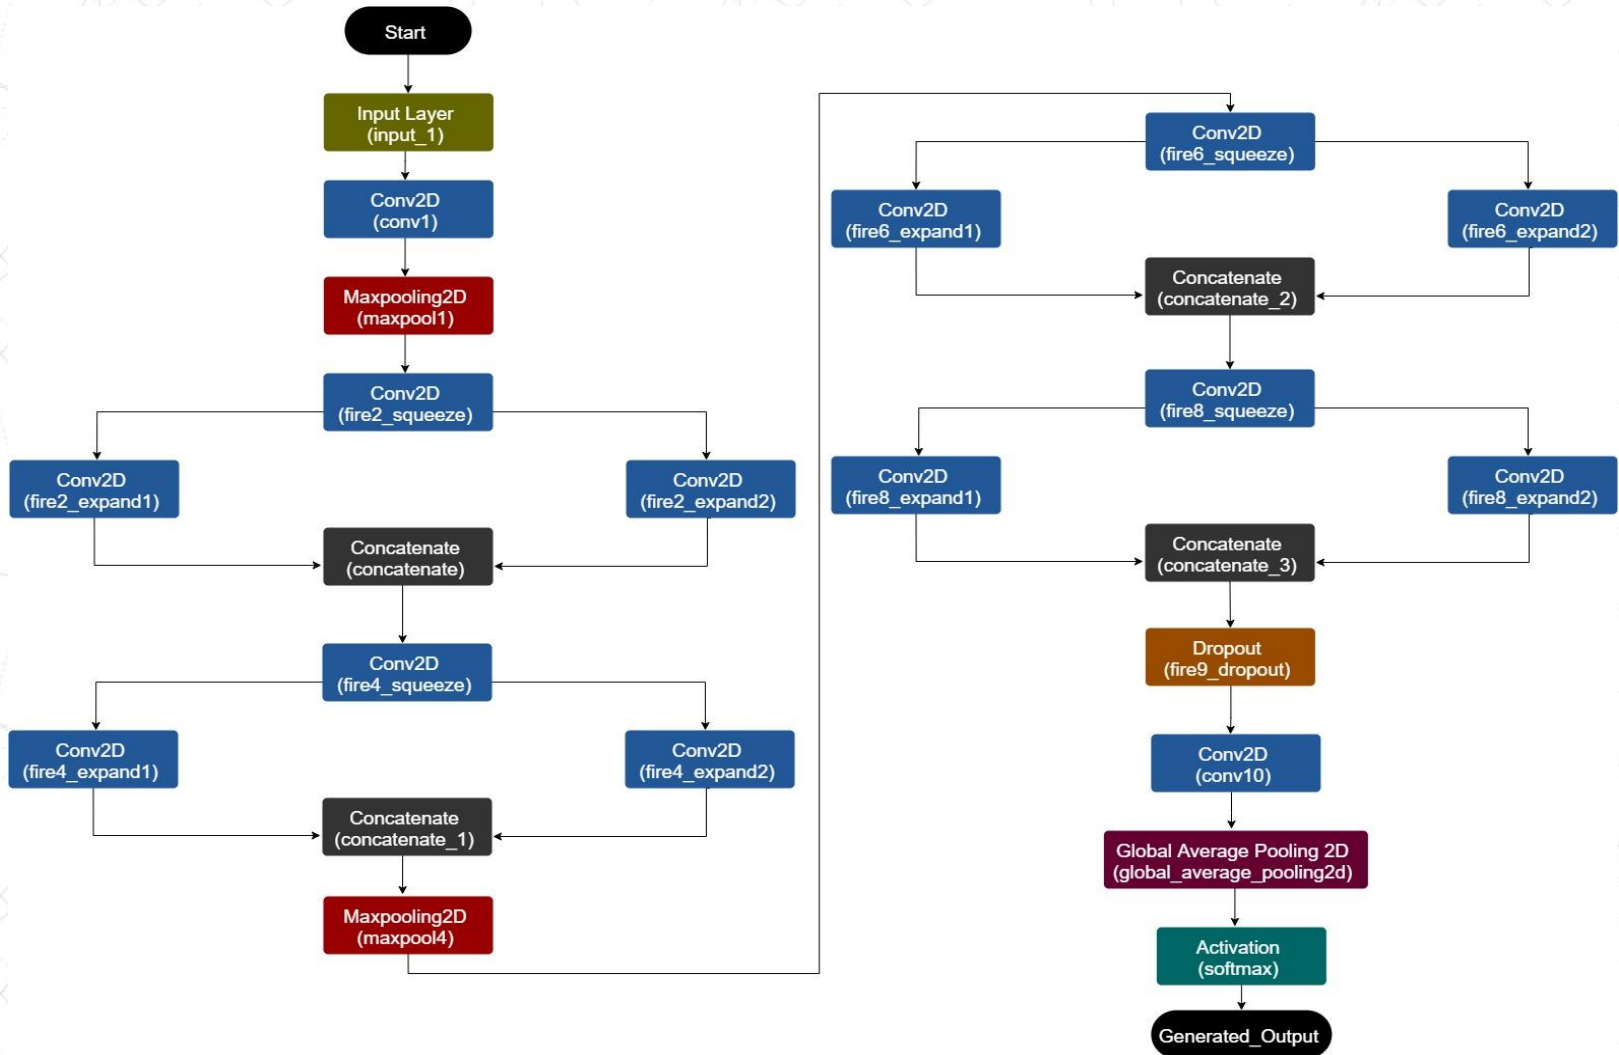 Start
Input Layer
(input_1)
Conv2D
(conv1)
Maxpooling2D
(maxpool1)
Conv2D
(fire2_squeeze)
Conv2D
(fire2_expand1)
Conv2D
(fire2_expand2)
Concatenate
(concatenate)
Conv2D
(fire4_squeeze)
Conv2D
(fire4_expand1)
Conv2D
(fire4_expand2)
Concatenate
(concatenate_1)
Maxpooling2D
(maxpool4)
Conv2D
(fire6_squeeze)
Conv2D
(fire6_expand1)
Conv2D
(fire6_expand2)
Concatenate
(concatenate_2)
Conv2D
(fire8_squeeze)
Conv2D
(fire8_expand1)
Conv2D
(fire8_expand2)
Concatenate
(concatenate_3)
Dropout
(fire9_dropout)
Conv2D
(conv10)
Global Average Pooling 2D
(global_average_pooling2d)
Activation
(softmax)
Generated_Output